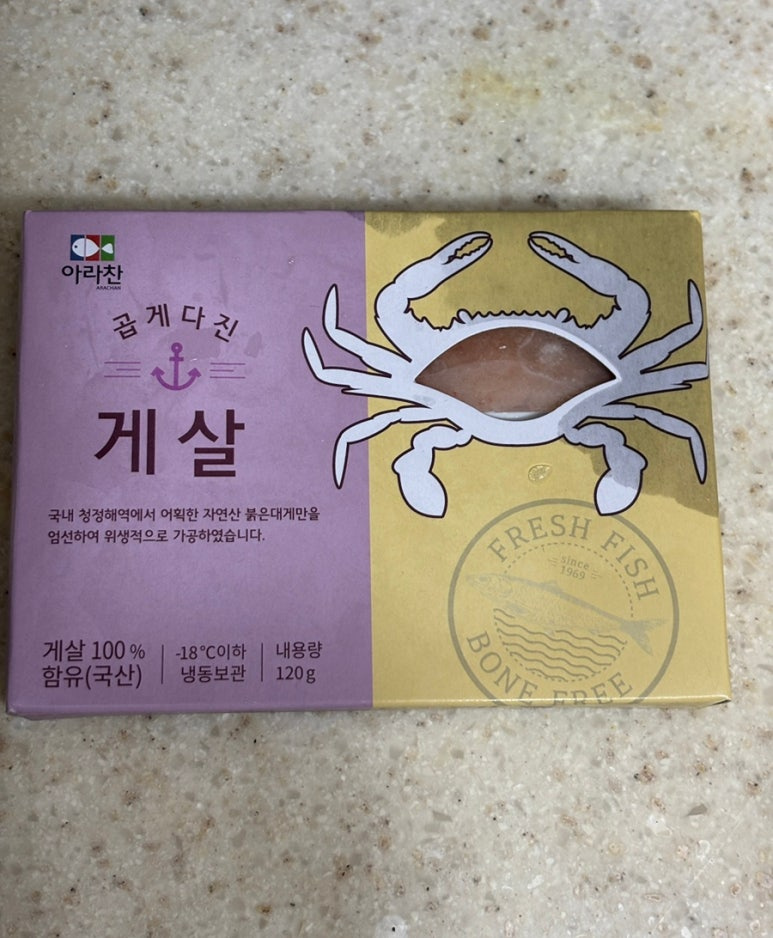 아라찬
ARACHAN
곱게다진
게살
국내 청정해역에서 어획한 자연산 붉은대게만을
엄선하여 위생적으로 가공하였습니다.
게살 100 %
함유(국산)
-18℃이하
냉동보관
내용량
120g
FRESH FISH
since
1969
BONE FREE